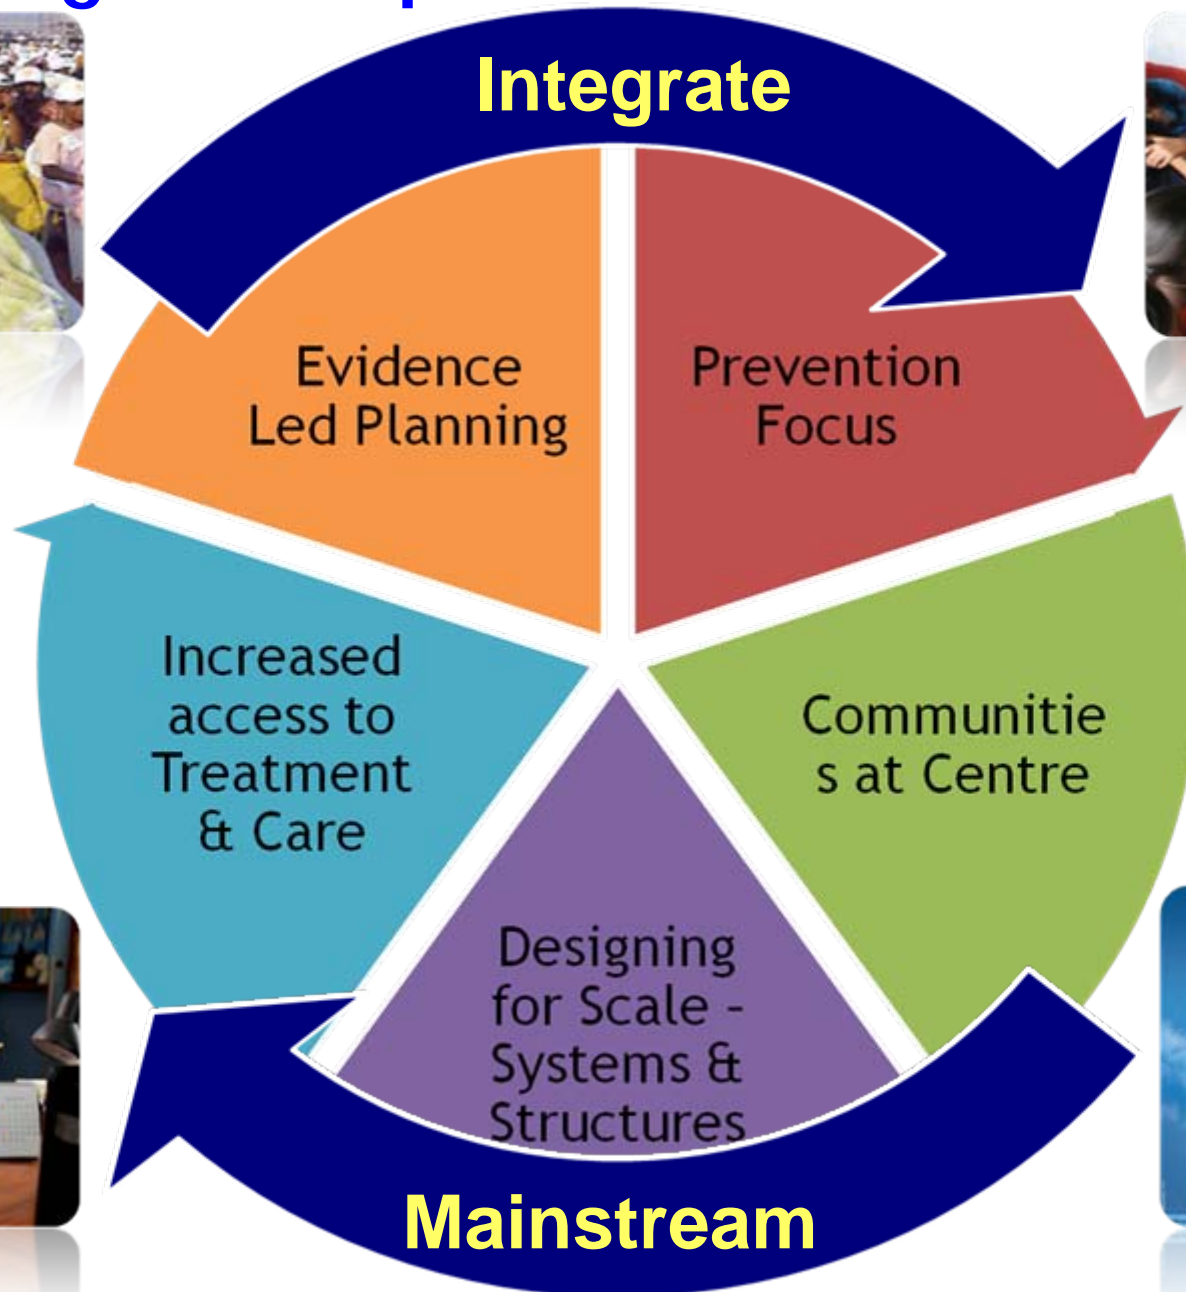 Integrate
Evidence
Led Planning
Prevention
Focus
Increased
access to
Treatment
& Care
Communitie
s at Centre
Designing
for Scale -
Systems &
Structures
Mainstream